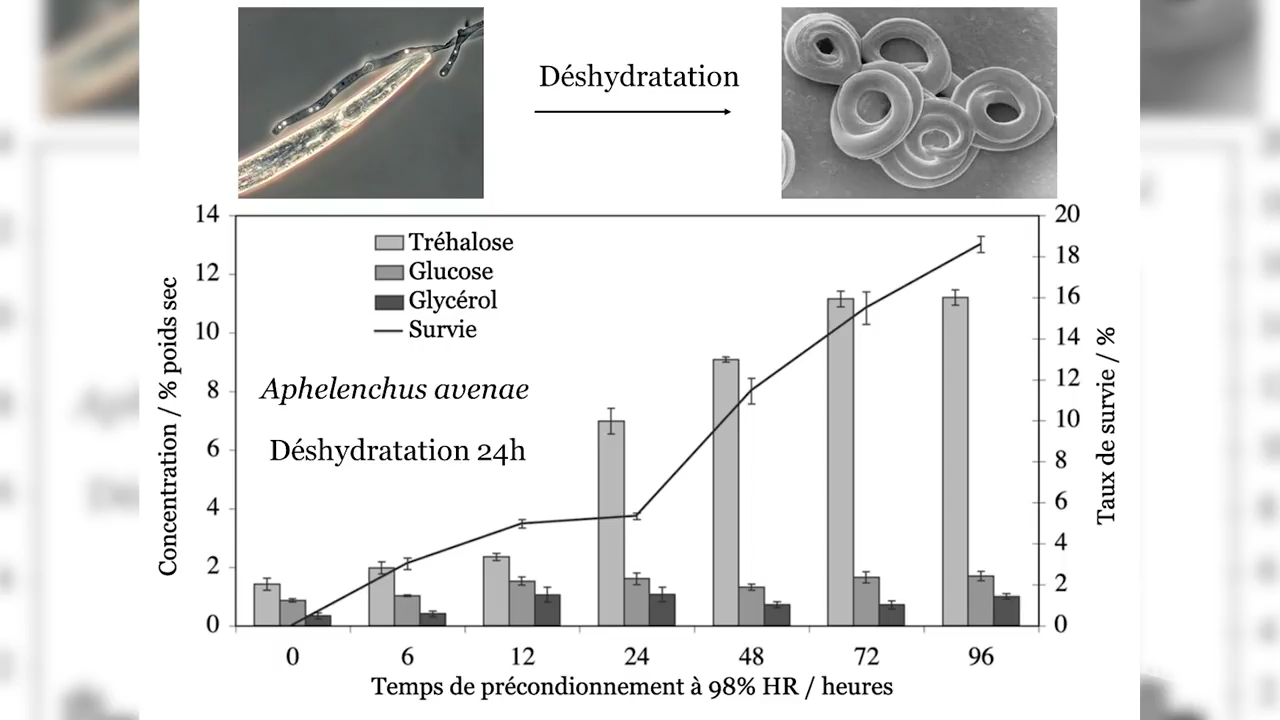 Déshydratation
14
12
10
8
6
4
2
0
Concentration / % poids sec
Tréhalose
Glucose
Glycérol
Survie
Aphelenchus avenae
Déshydratation 24h
20
18
16
14
12
10
8
6
4
2
0
Taux de survie / %
0 6 12 24 48 72 96
Temps de précondionnement à 98% HR / heures